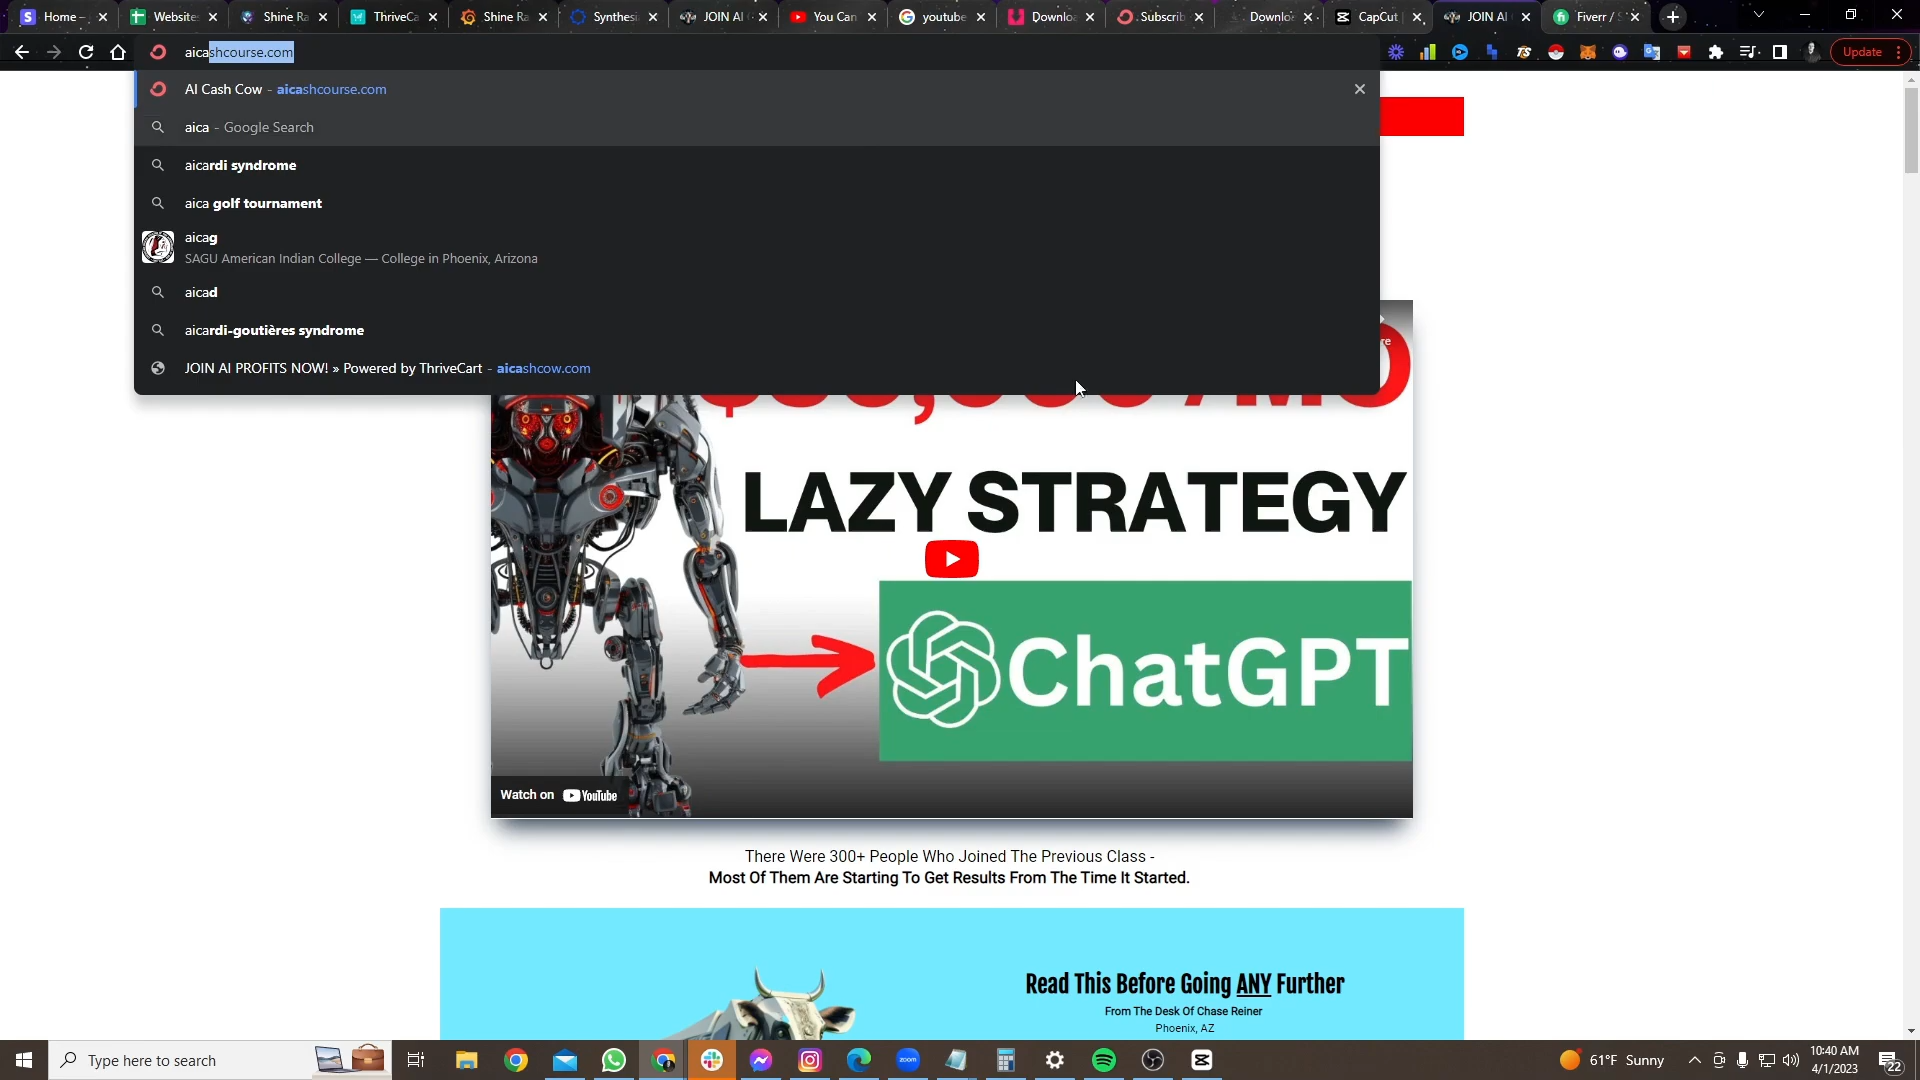 Home –
Websites
Shine Ra
ThriveCa
Shine Ra
Synthesi
JOIN AI
You Can
youtube
Downloa
Subscrib
Downloa
CapCut
JOIN AI
Fiverr /
aicashcourse.com
Update
AI Cash Cow - aicashcourse.com
aica - Google Search
aicardi syndrome
aica golf tournament
aicag
SAGU American Indian College — College in Phoenix, Arizona
aicad
aicardi-goutières syndrome
JOIN AI PROFITS NOW! » Powered by ThriveCart - aicashcow.com
LAZY STRATEGY
ChatGPT
Watch on YouTube
There Were 300+ People Who Joined The Previous Class -
Most Of Them Are Starting To Get Results From The Time It Started.
Read This Before Going ANY Further
From The Desk Of Chase Reiner
Phoenix, AZ
Type here to search
zoom
61°F Sunny
10:40 AM
4/1/2023
22